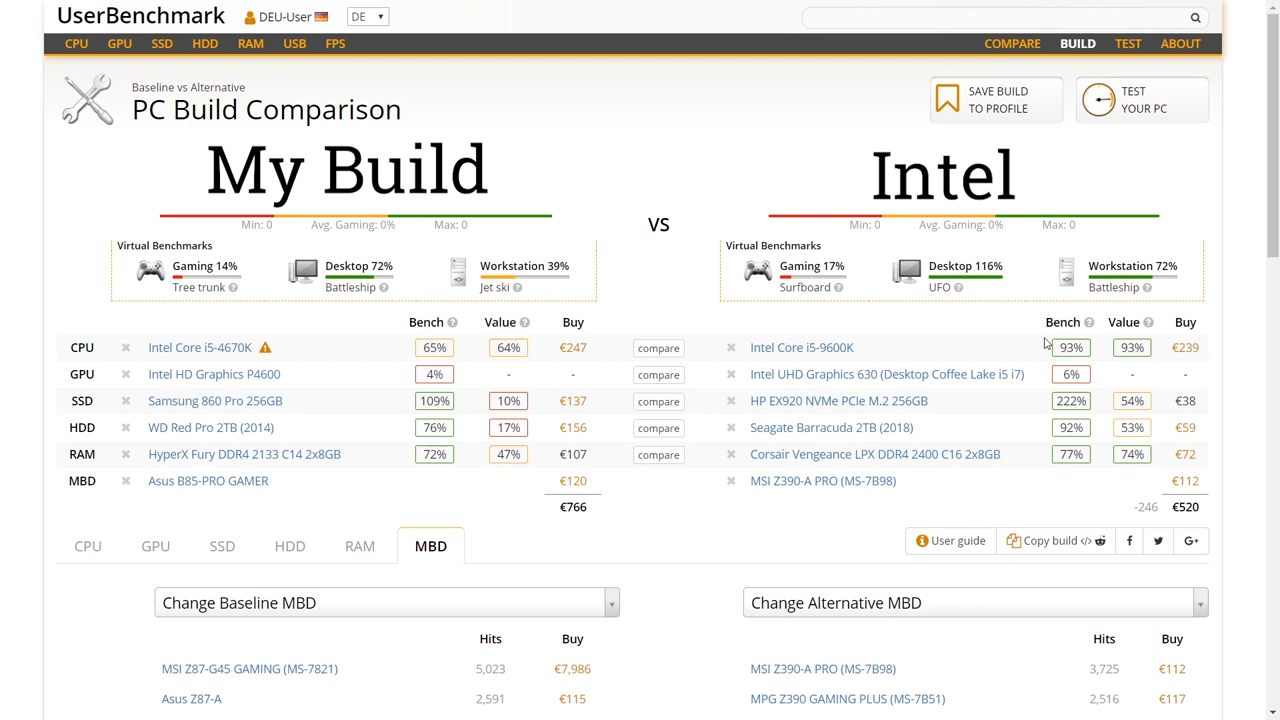 UserBenchmark DEU-User DE
CPU GPU SSD HDD RAM USB FPS COMPARE BUILD TEST ABOUT
Baseline vs Alternative
PC Build Comparison
SAVE BUILD
TO PROFILE
TEST
YOUR PC
My Build
Intel
Min: 0 Avg. Gaming: 0% Max: 0
VS
Min: 0 Avg. Gaming: 0% Max: 0
Virtual Benchmarks
Gaming 14% Desktop 72% Workstation 39%
Tree trunk ? Battleship ? Jet ski ?
Virtual Benchmarks
Gaming 17% Desktop 116% Workstation 72%
Surfboard ? UFO ? Battleship ?
Bench ? Value ? Buy Bench ? Value ? Buy
CPU Intel Core i5-4670K 65% 64% €247 compare Intel Core i5-9600K 93% 93% €239
GPU Intel HD Graphics P4600 4% - - compare Intel UHD Graphics 630 (Desktop Coffee Lake i5 i7) 6% - -
SSD Samsung 860 Pro 256GB 109% 10% €137 compare HP EX920 NVMe PCIe M.2 256GB 222% 54% €38
HDD WD Red Pro 2TB (2014) 76% 17% €156 compare Seagate Barracuda 2TB (2018) 92% 53% €59
RAM HyperX Fury DDR4 2133 C14 2x8GB 72% 47% €107 compare Corsair Vengeance LPX DDR4 2400 C16 2x8GB 77% 74% €72
MBD Asus B85-PRO GAMER €120 MSI Z390-A PRO (MS-7B98) €112
€766 -246 €520
CPU GPU SSD HDD RAM MBD User guide Copy build </> f G+
Change Baseline MBD Change Alternative MBD
Hits Buy Hits Buy
MSI Z87-G45 GAMING (MS-7821) 5,023 €7,986 MSI Z390-A PRO (MS-7B98) 3,725 €112
Asus Z87-A 2,591 €115 MPG Z390 GAMING PLUS (MS-7B51) 2,516 €117